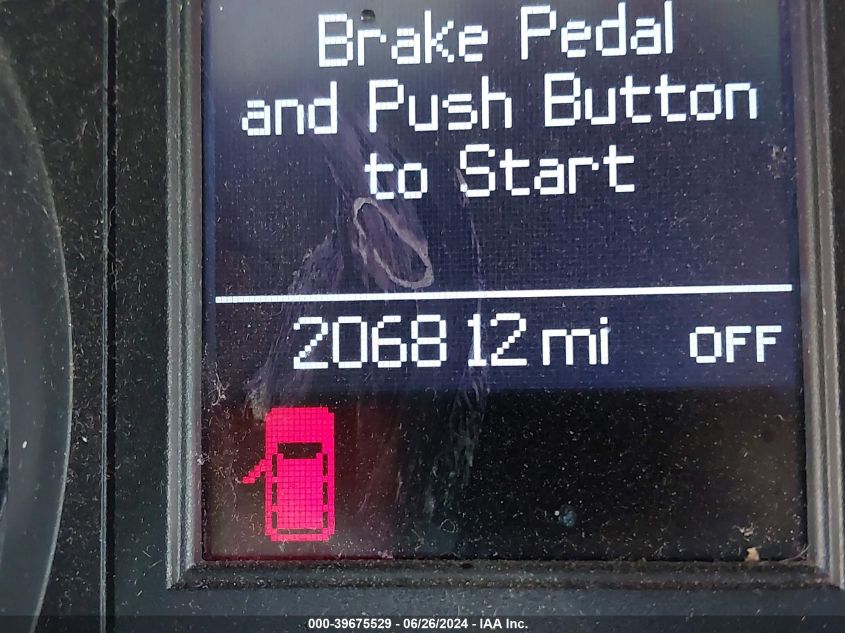 Brake Pedal
and Push Button
to Start
206812 mi OFF
000-39675529 - 06/26/2024 - IAA Inc.